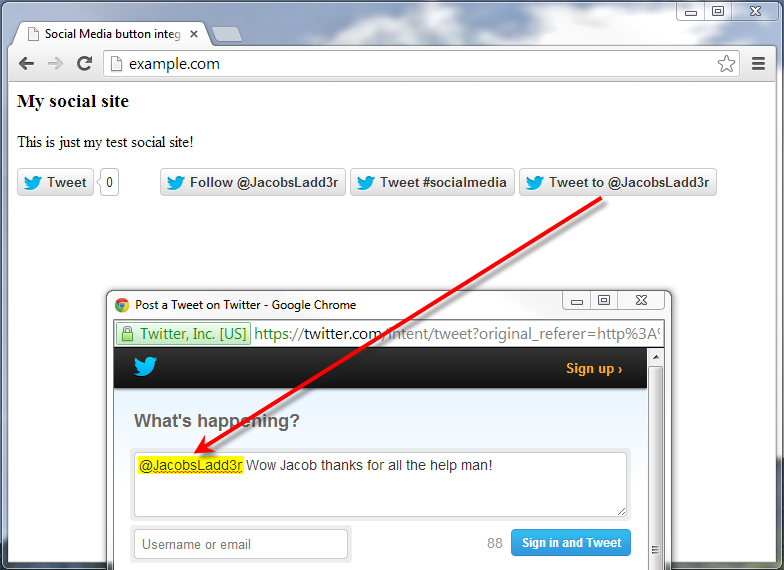 Social Media button integ
example.com
My social site
This is just my test social site!
Tweet 0 Follow @JacobsLadd3r Tweet #socialmedia Tweet to @JacobsLadd3r
Post a Tweet on Twitter - Google Chrome
Twitter, Inc. [US] https://twitter.com/intent/tweet?original_referer=http%3A%
Sign up ›
What's happening?
@JacobsLadd3r Wow Jacob thanks for all the help man!
Username or email 88 Sign in and Tweet